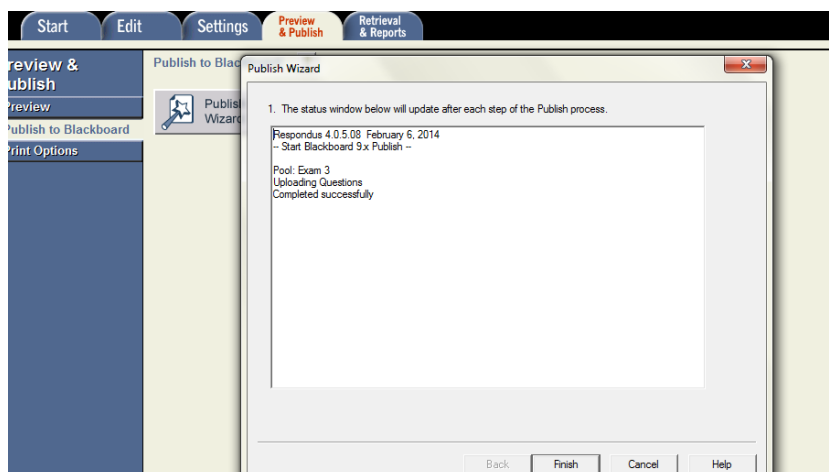 Start Edit Settings Preview & Publish Retrieval & Reports
review &
ublish
review
Publish to Blackboard
Print Options
Publish to Blac
Publis
Wizard
Publish Wizard
1. The status window below will update after each step of the Publish process.
Respondus 4.0.5.08 February 6, 2014
-- Start Blackboard 9.x Publish --
Pool: Exam 3
Uploading Questions
Completed successfully
Back Finish Cancel Help